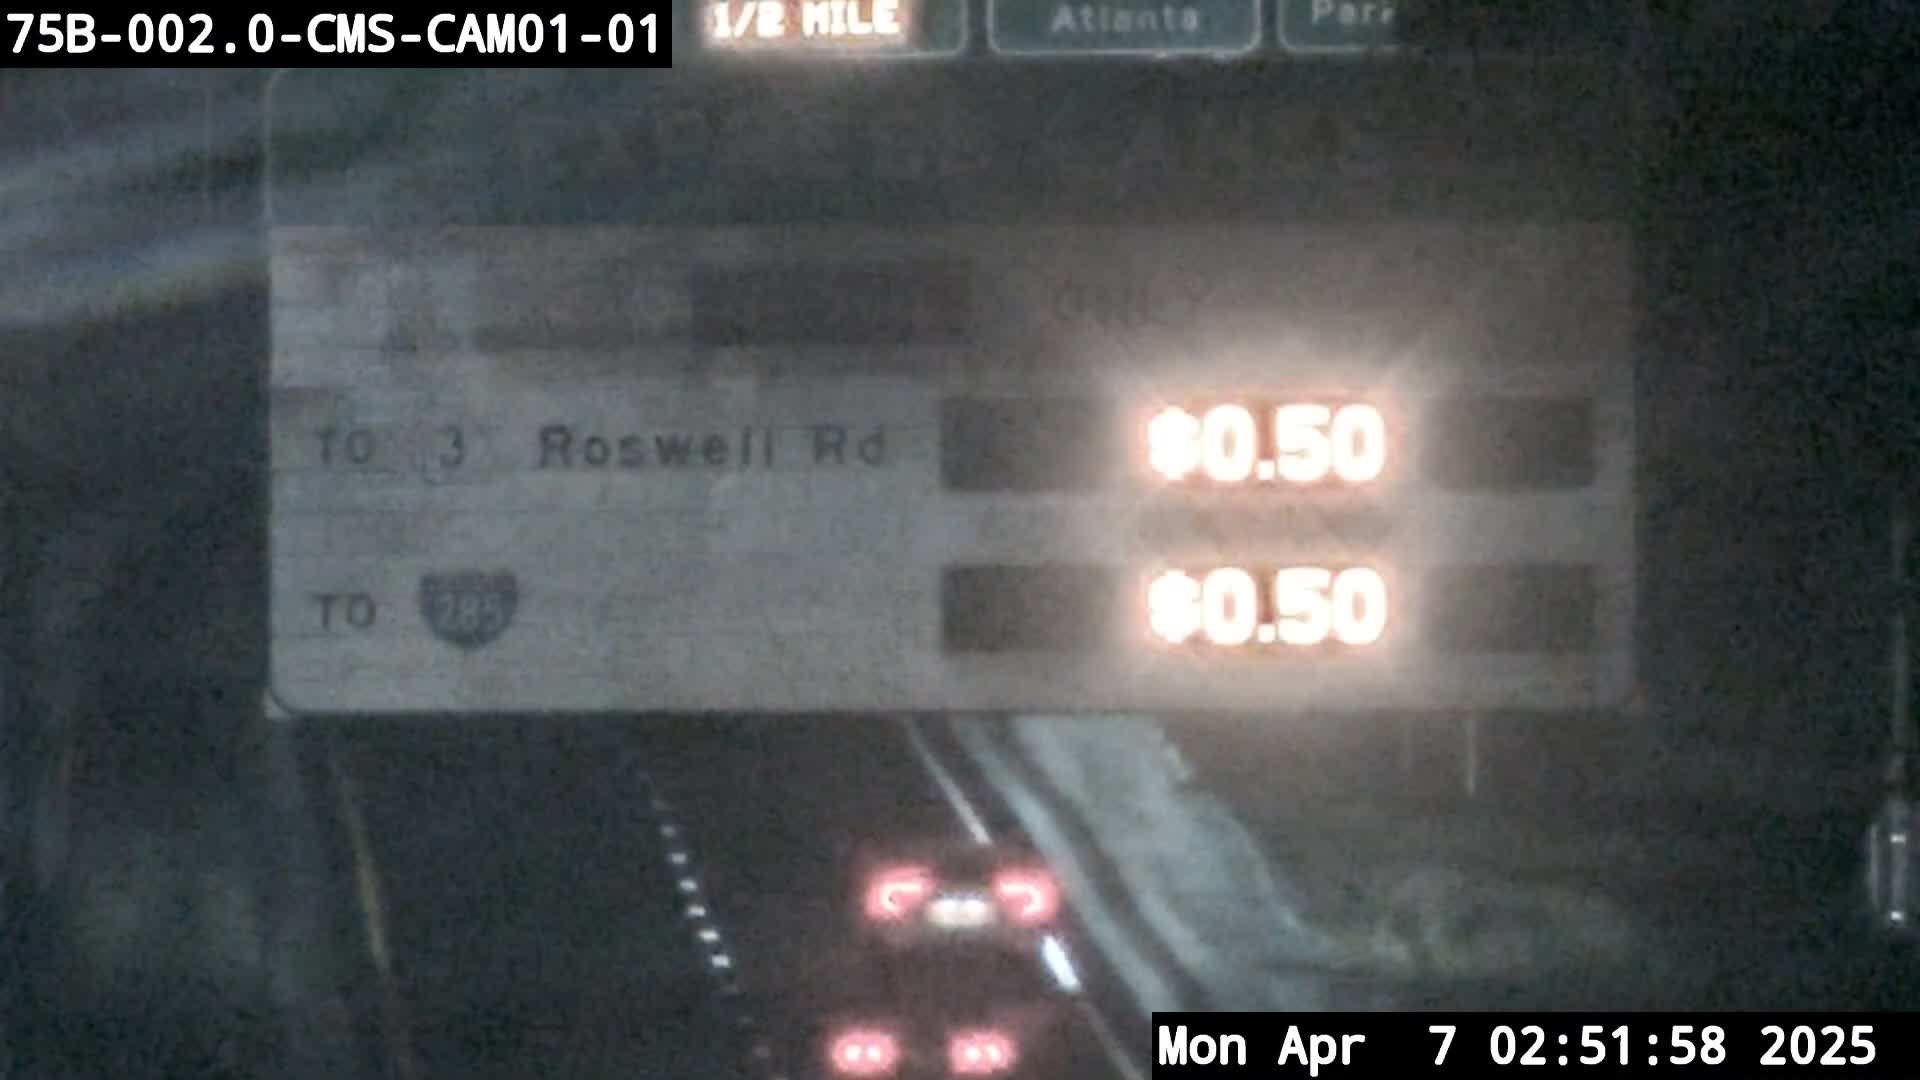 75B-002.0-CMS-CAM01-01
1/2 MILE
Atlanta
ONLY
TO 3 Roswell Rd $0.50
TO 285 $0.50
Mon Apr 7 02:51:58 2025